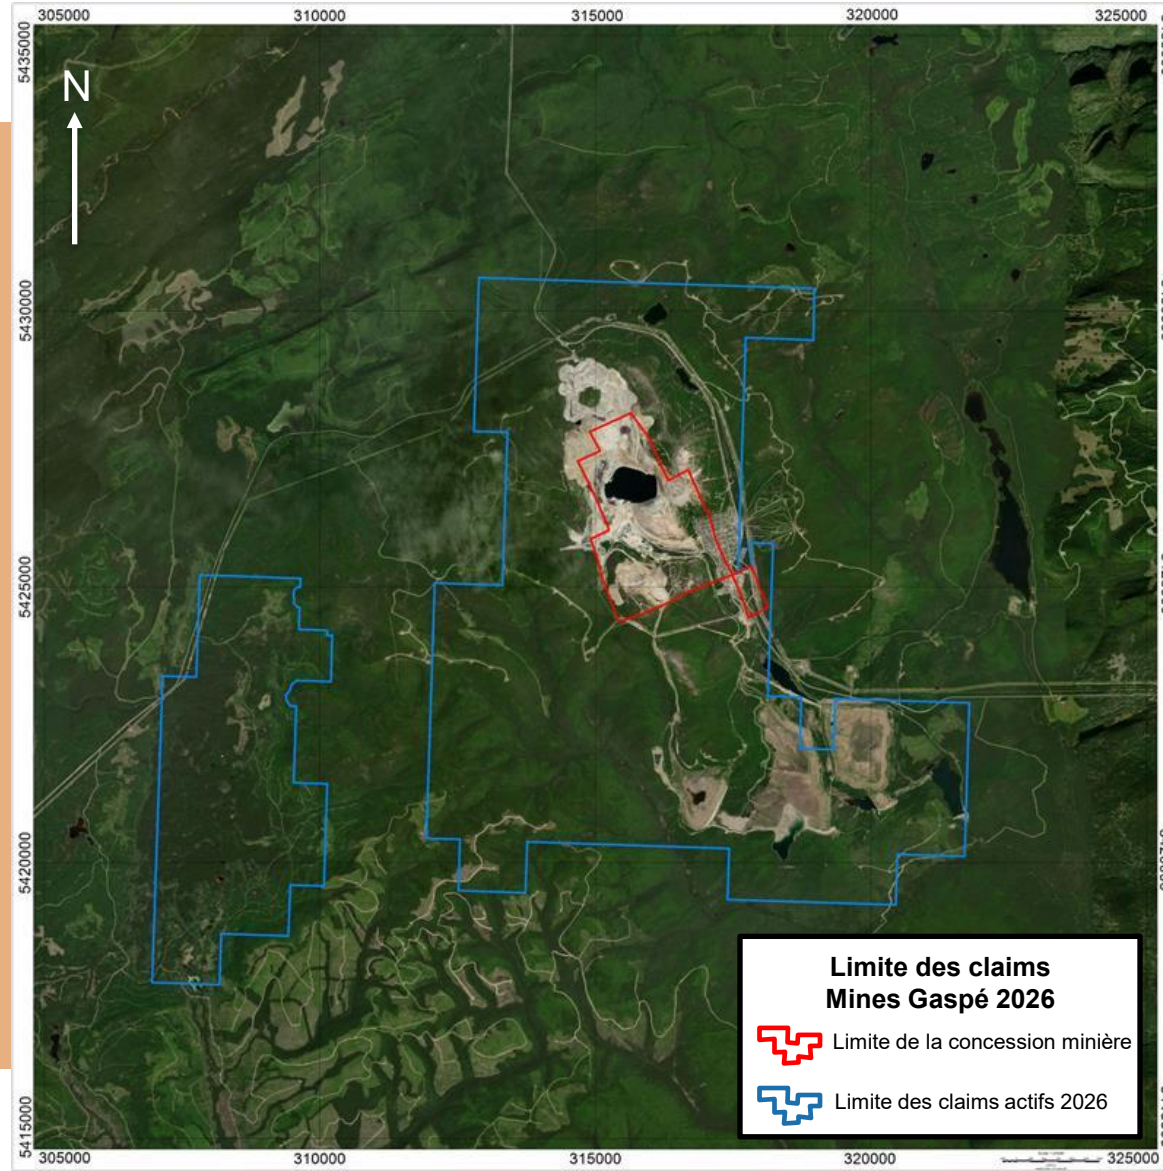 305000 310000 315000 320000 325000
5435000
N
5430000
5425000
5420000
5415000
Limite des claims
Mines Gaspé 2026
Limite de la concession minière
Limite des claims actifs 2026
305000 310000 315000 320000 325000